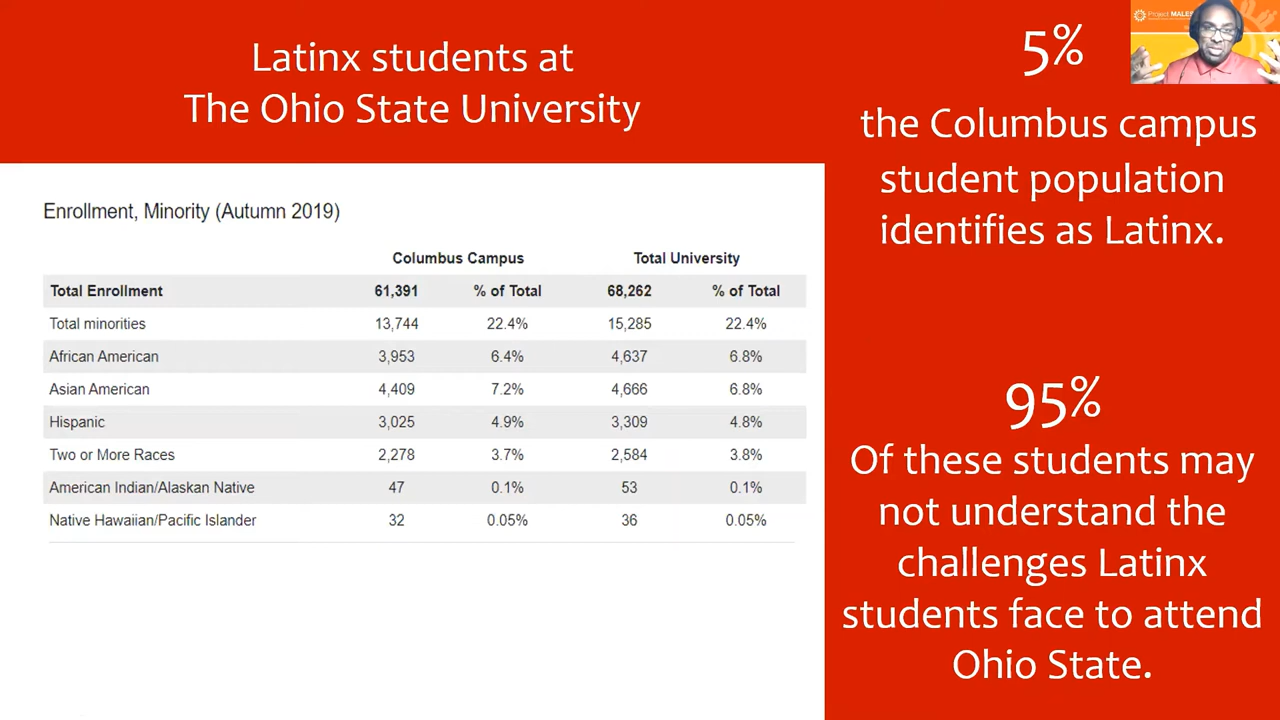 Latinx students at
The Ohio State University
Enrollment, Minority (Autumn 2019)
Columbus Campus Total University
Total Enrollment 61,391 % of Total 68,262 % of Total
Total minorities 13,744 22.4% 15,285 22.4%
African American 3,953 6.4% 4,637 6.8%
Asian American 4,409 7.2% 4,666 6.8%
Hispanic 3,025 4.9% 3,309 4.8%
Two or More Races 2,278 3.7% 2,584 3.8%
American Indian/Alaskan Native 47 0.1% 53 0.1%
Native Hawaiian/Pacific Islander 32 0.05% 36 0.05%
5%
the Columbus campus
student population
identifies as Latinx.
95%
Of these students may
not understand the
challenges Latinx
students face to attend
Ohio State.
Project MALES